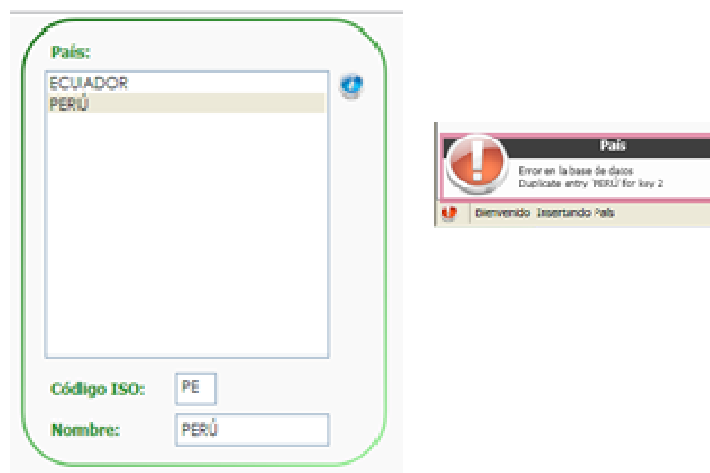 País:
ECUADOR
PERÚ
Código ISO:
PE
Nombre:
PERÚ
País
Error en la base de datos
Duplicate entry 'PERÚ' for key 2
Bienvenido Insertando País